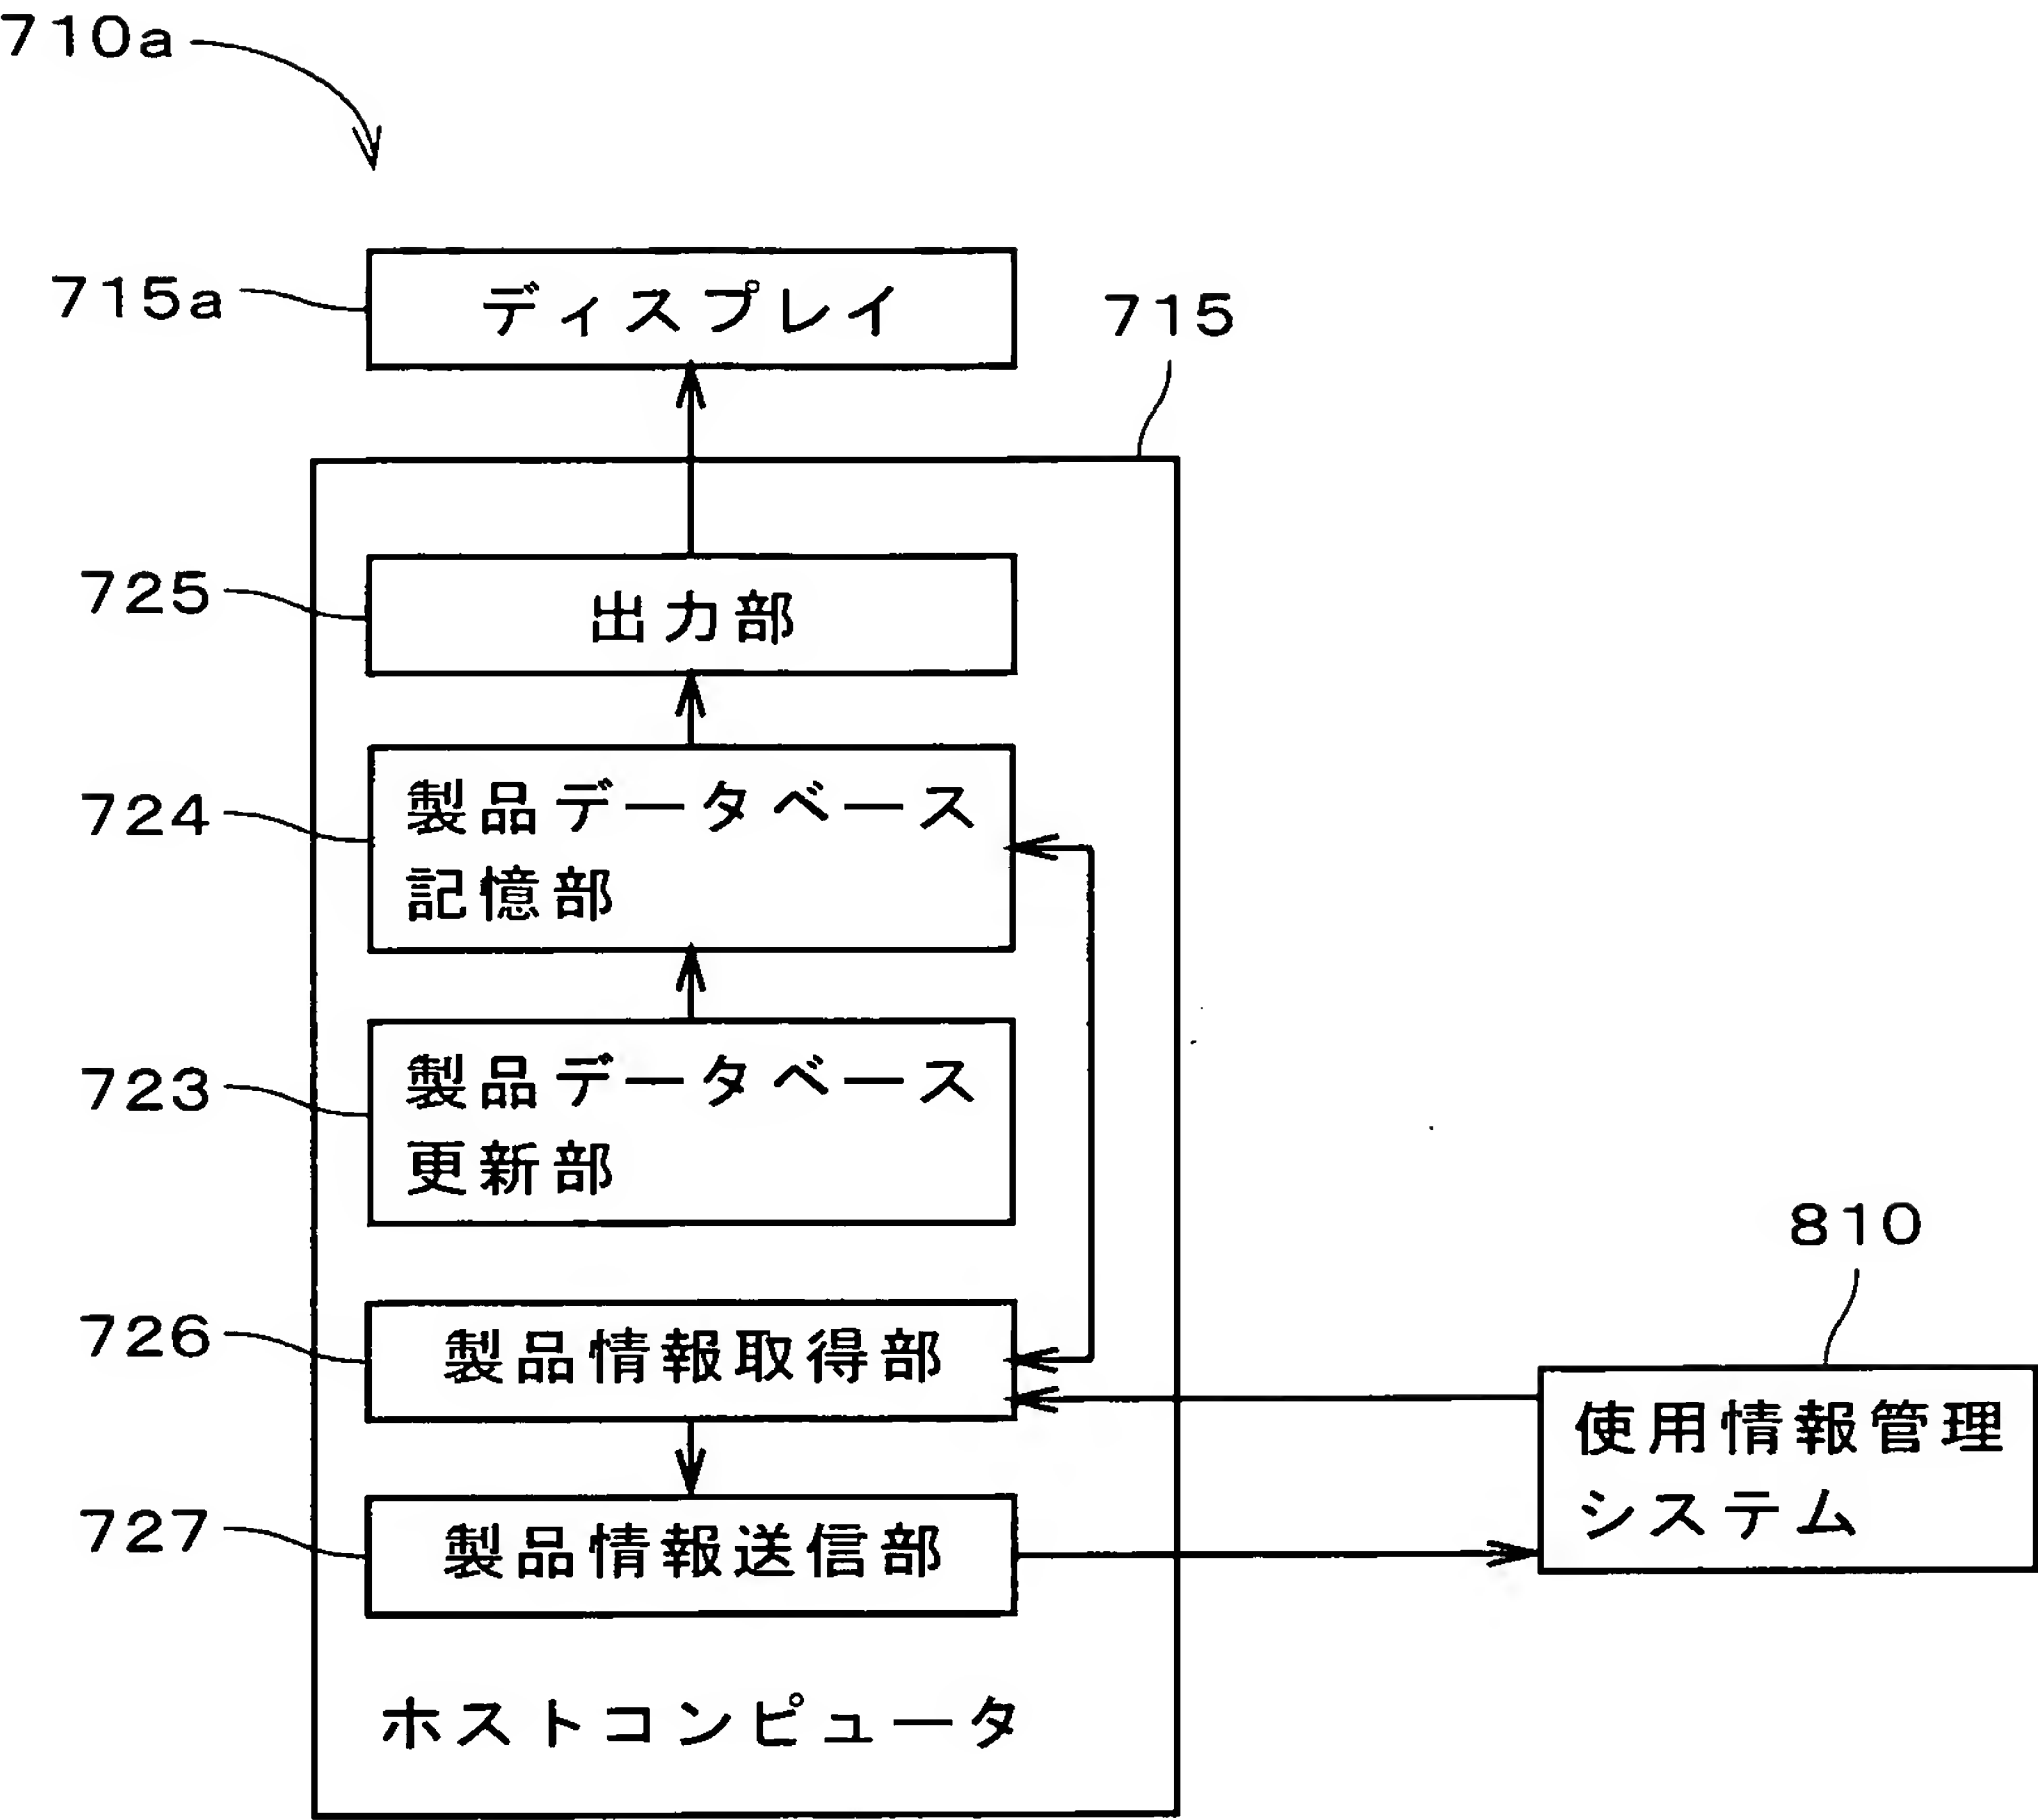 710a
715a
ディスプレイ
715
725
出力部
724
製品データベース
記憶部
723
製品データベース
更新部
726
製品情報取得部
810
使用情報管理
システム
727
製品情報送信部
ホストコンピュータ